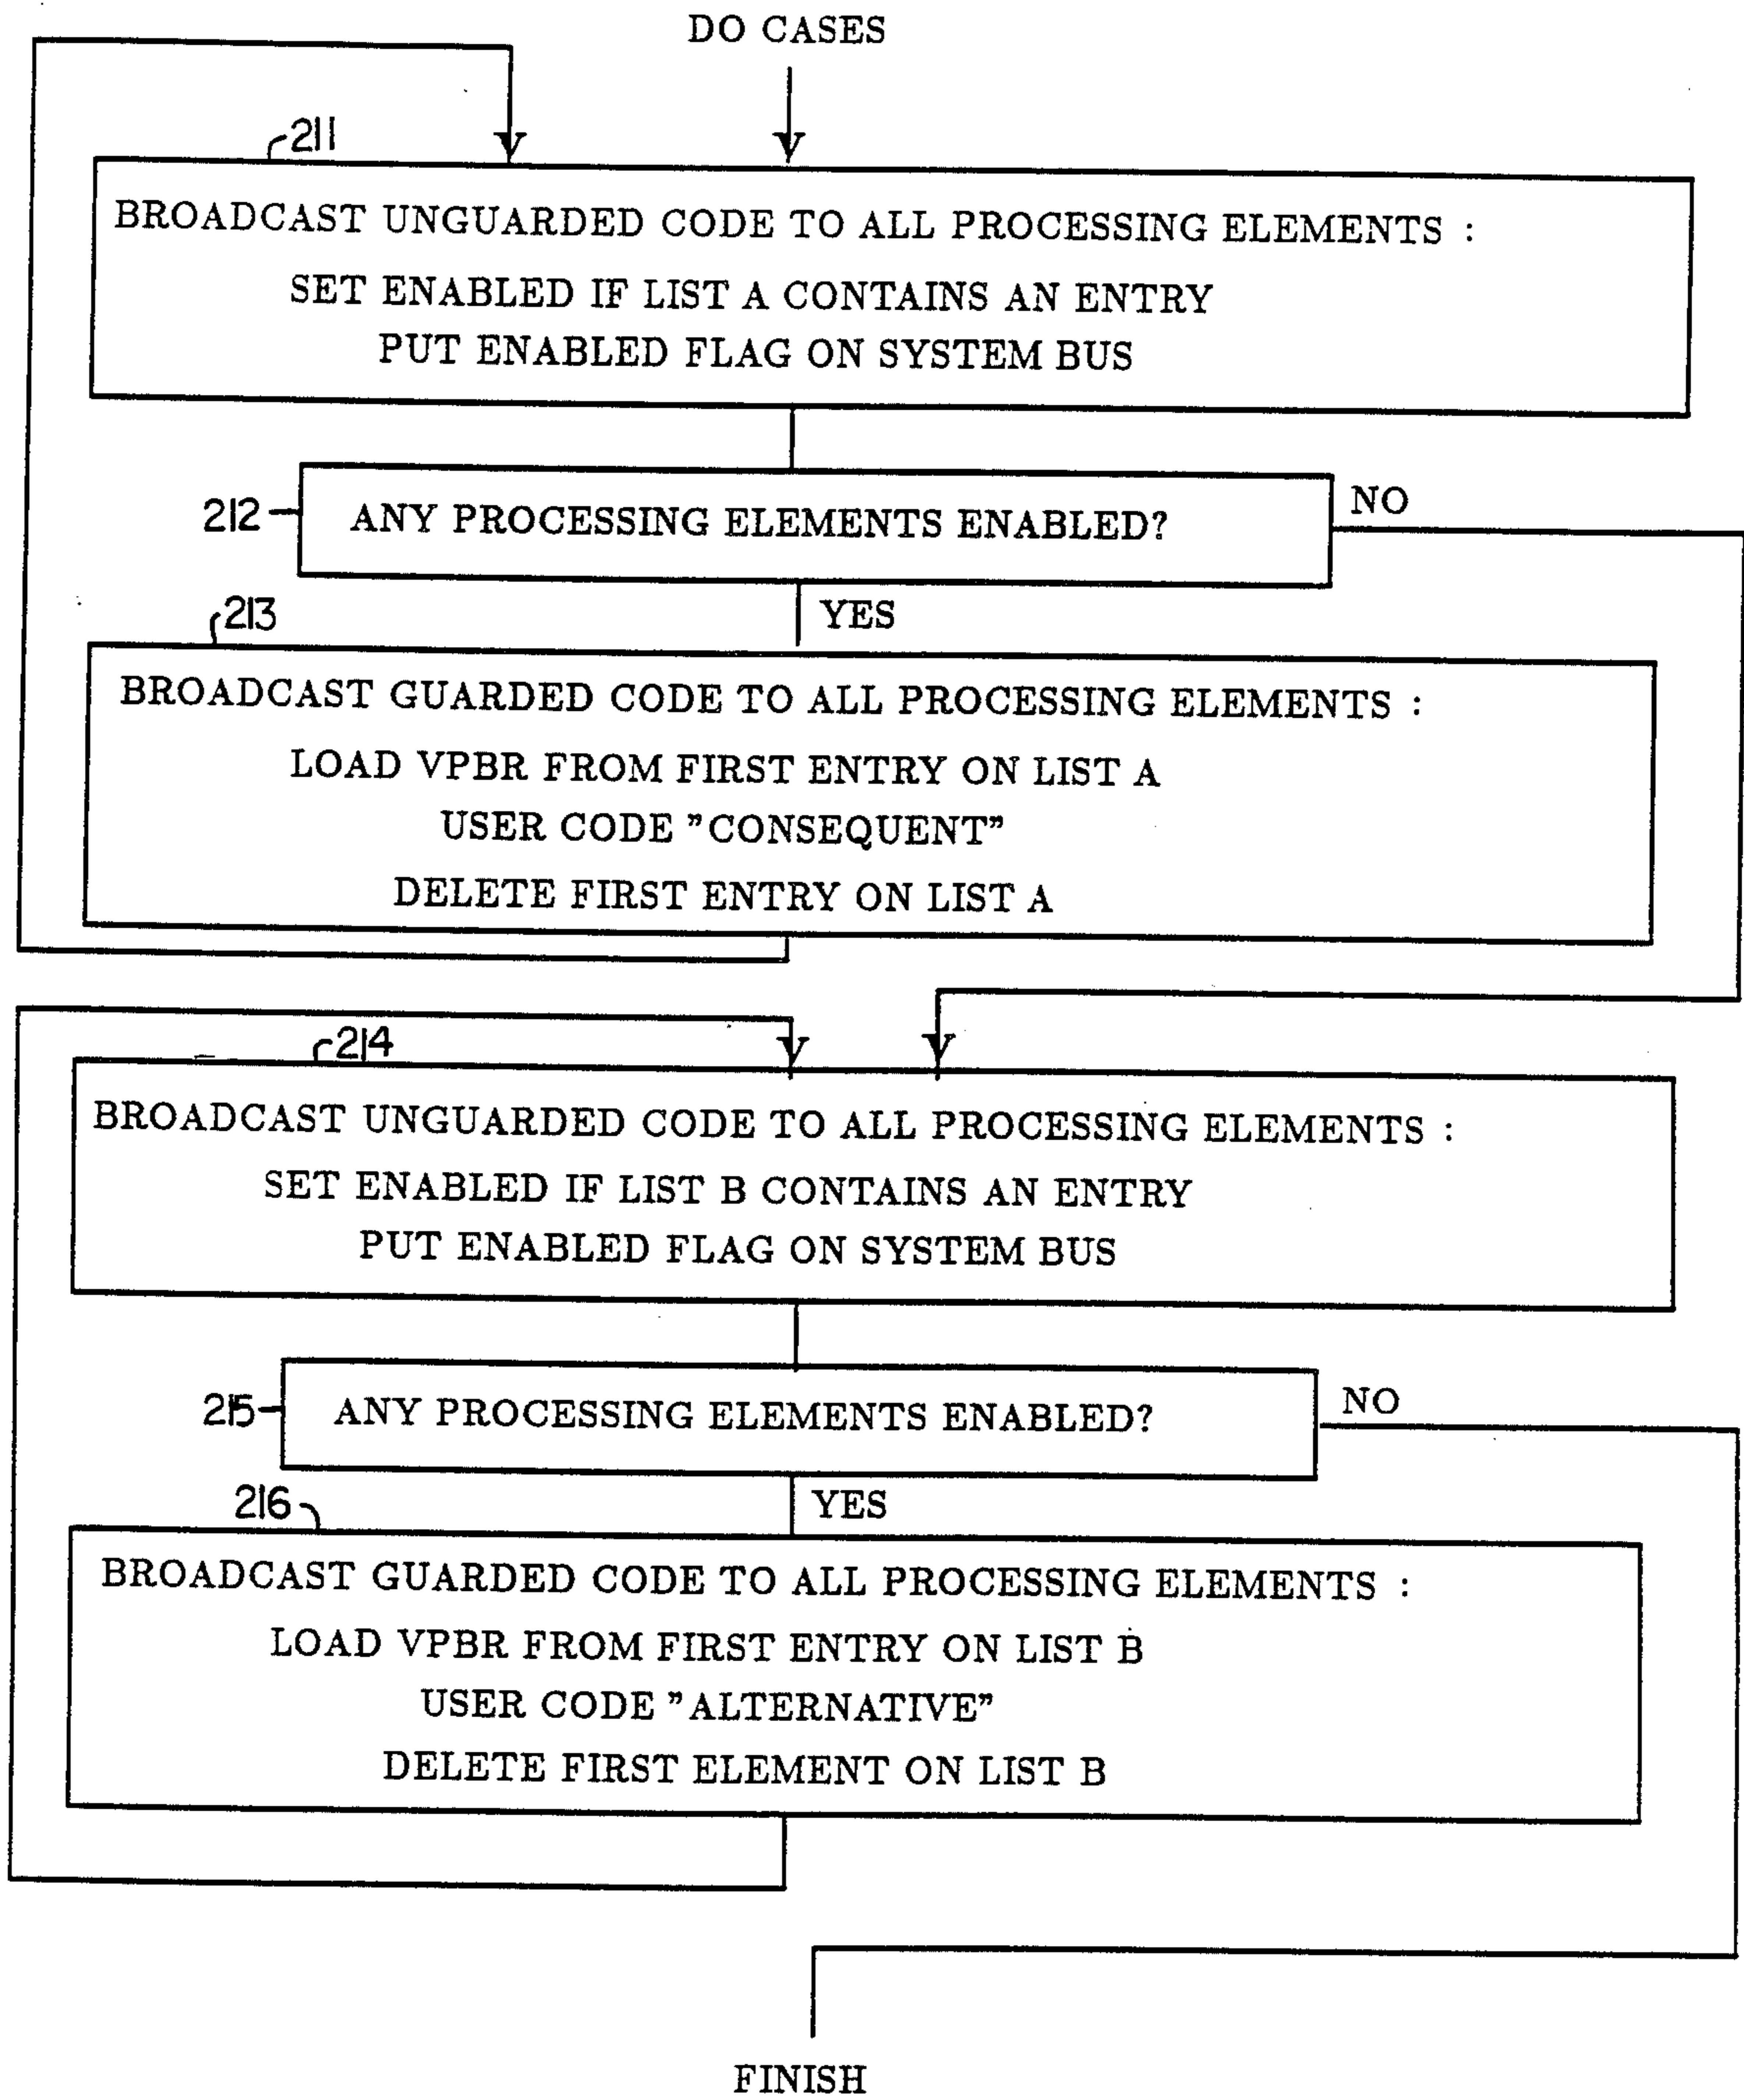 DO CASES
211
BROADCAST UNGUARDED CODE TO ALL PROCESSING ELEMENTS :
SET ENABLED IF LIST A CONTAINS AN ENTRY
PUT ENABLED FLAG ON SYSTEM BUS
212
ANY PROCESSING ELEMENTS ENABLED?
NO
YES
213
BROADCAST GUARDED CODE TO ALL PROCESSING ELEMENTS :
LOAD VPBR FROM FIRST ENTRY ON LIST A
USER CODE "CONSEQUENT"
DELETE FIRST ENTRY ON LIST A
214
BROADCAST UNGUARDED CODE TO ALL PROCESSING ELEMENTS :
SET ENABLED IF LIST B CONTAINS AN ENTRY
PUT ENABLED FLAG ON SYSTEM BUS
215
ANY PROCESSING ELEMENTS ENABLED?
NO
YES
216
BROADCAST GUARDED CODE TO ALL PROCESSING ELEMENTS :
LOAD VPBR FROM FIRST ENTRY ON LIST B
USER CODE "ALTERNATIVE"
DELETE FIRST ELEMENT ON LIST B
FINISH